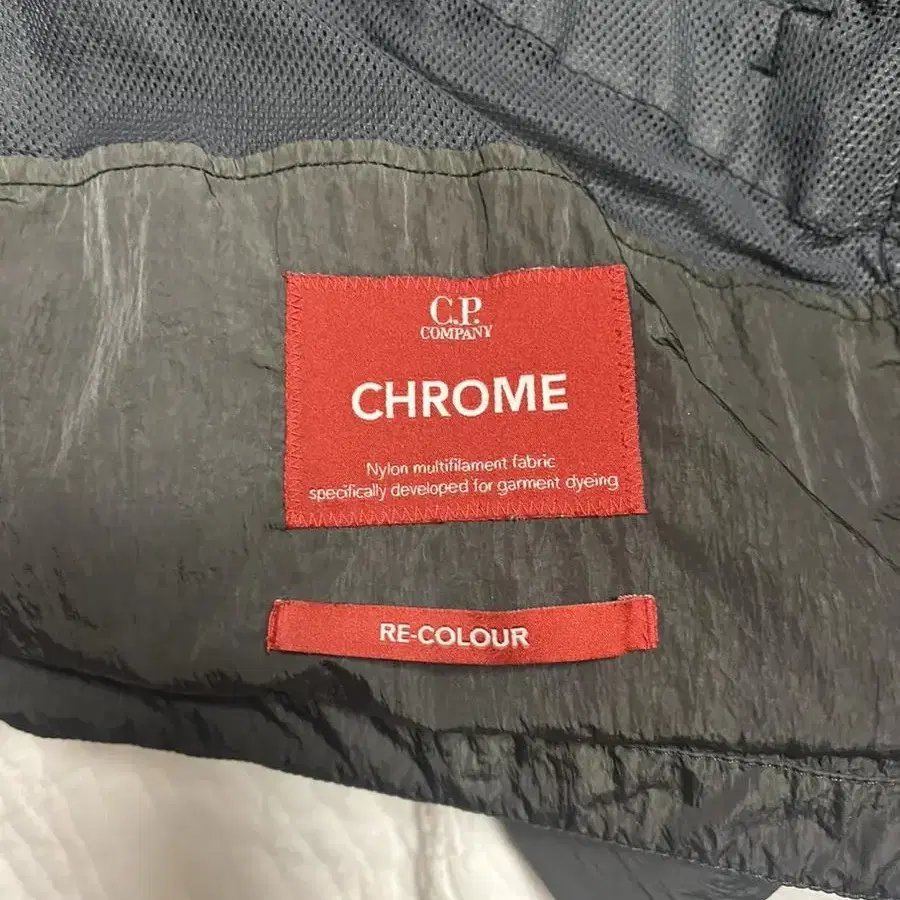 C.P.
COMPANY
CHROME
Nylon multifilament fabric
specifically developed for garment dyeing
RE-COLOUR